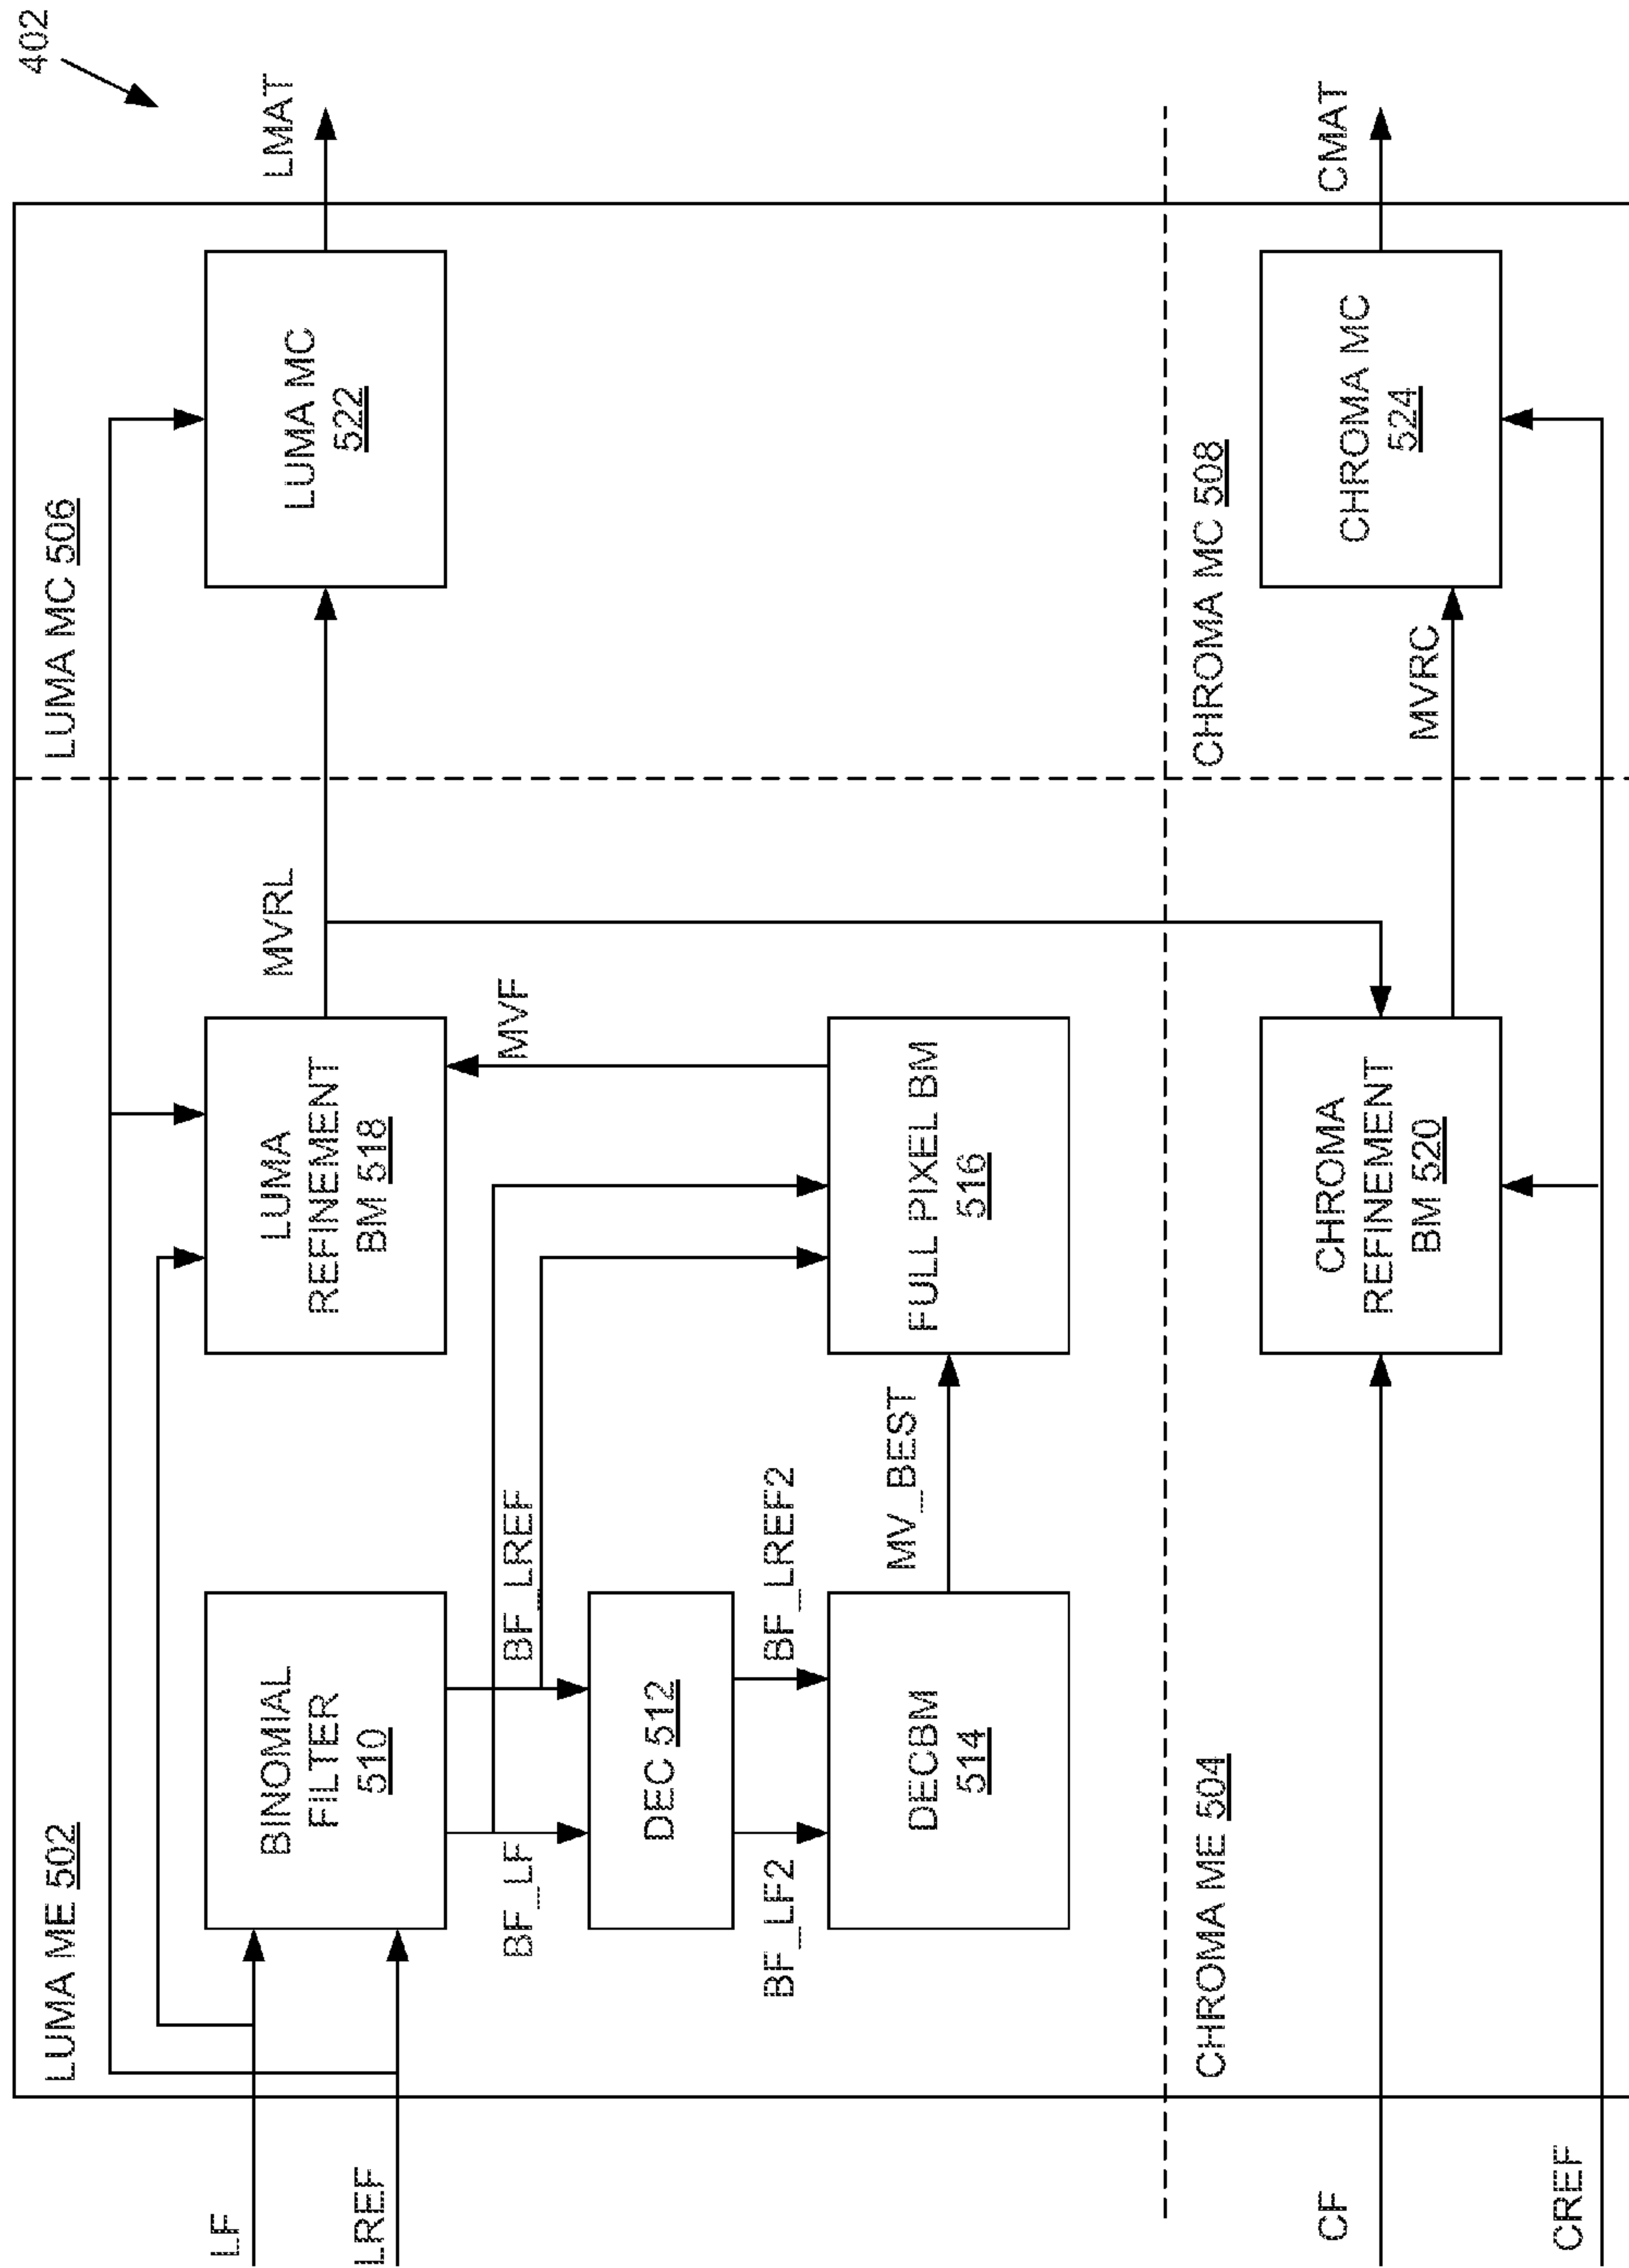 402
LUMA ME 502
LUMA MC 506
LF
LREF
BINOMIAL
FILTER
510
LUMA
REFINEMENT
BM 518
MVRL
LUMA MC
522
LMAT
BF_LF
BF_LREF
MVF
DEC 512
BF_LF2
BF_LREF2
DECBM
514
MV_BEST
FULL PIXEL BM
516
CHROMA ME 504
CHROMA MC 508
CF
CREF
CHROMA
REFINEMENT
BM 520
MVRC
CHROMA MC
524
CMAT